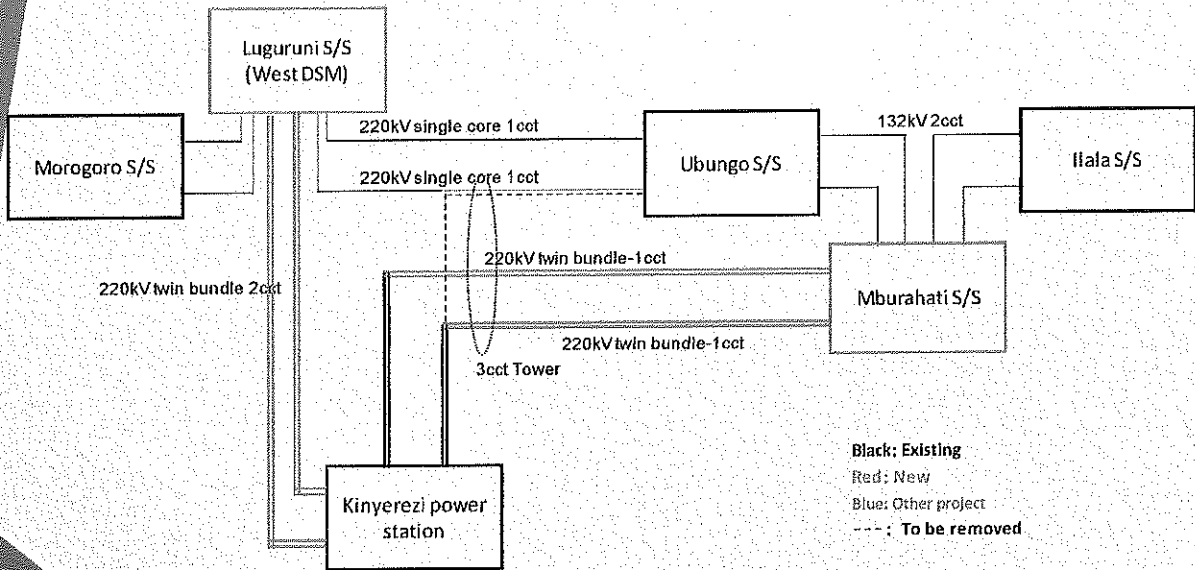 Luguruni S/S
(West DSM)
Morogoro S/S
220kV single core 1cct
220kV single core 1cct
Ubungo S/S
132kV 2cct
Ilala S/S
220kV twin bundle 2cct
220kV twin bundle-1cct
Mburahati S/S
220kV twin bundle-1cct
3cct Tower
Kinyerezi power
station
Black: Existing
Red: New
Blue: Other project
---: To be removed